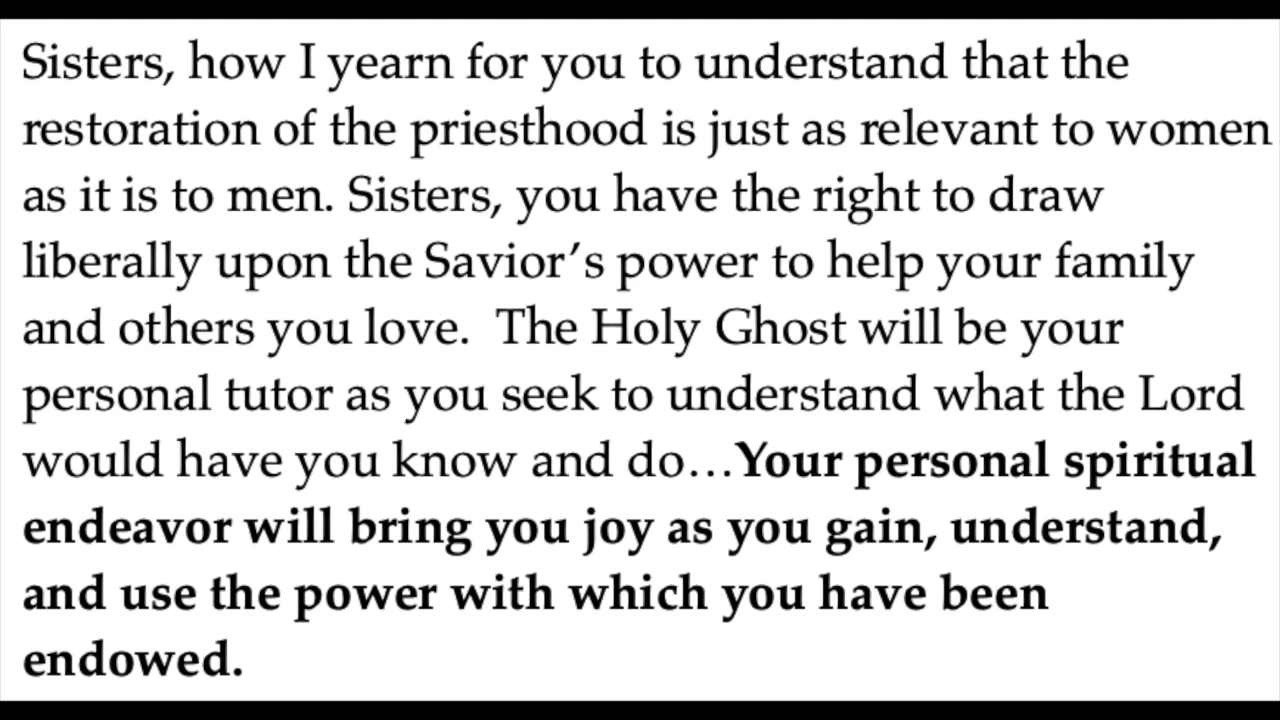 Sisters, how I yearn for you to understand that the
restoration of the priesthood is just as relevant to women
as it is to men. Sisters, you have the right to draw
liberally upon the Savior’s power to help your family
and others you love.  The Holy Ghost will be your
personal tutor as you seek to understand what the Lord
would have you know and do…Your personal spiritual
endeavor will bring you joy as you gain, understand,
and use the power with which you have been
endowed.